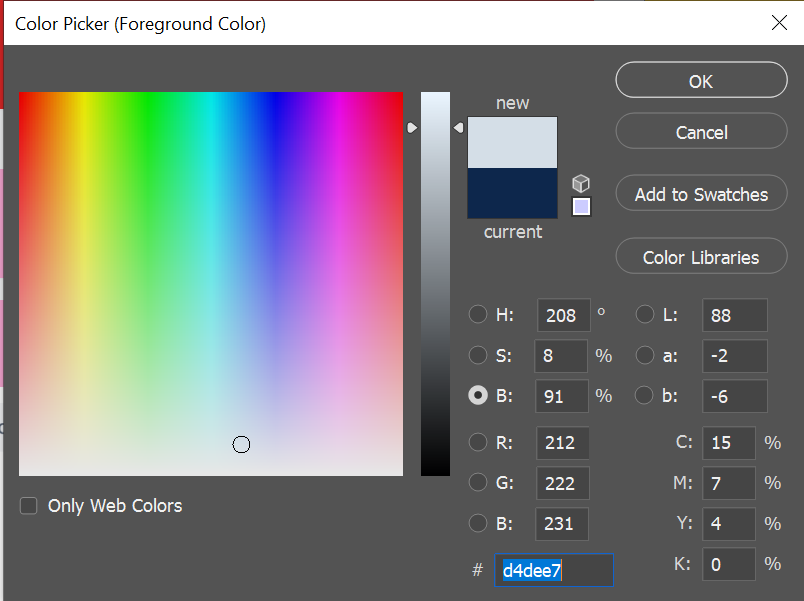 Color Picker (Foreground Color)
new
current
OK
Cancel
Add to Swatches
Color Libraries
H: 208 °
S: 8 %
B: 91 %
L: 88
a: -2
b: -6
R: 212
G: 222
B: 231
# d4dee7
C: 15 %
M: 7 %
Y: 4 %
K: 0 %
Only Web Colors